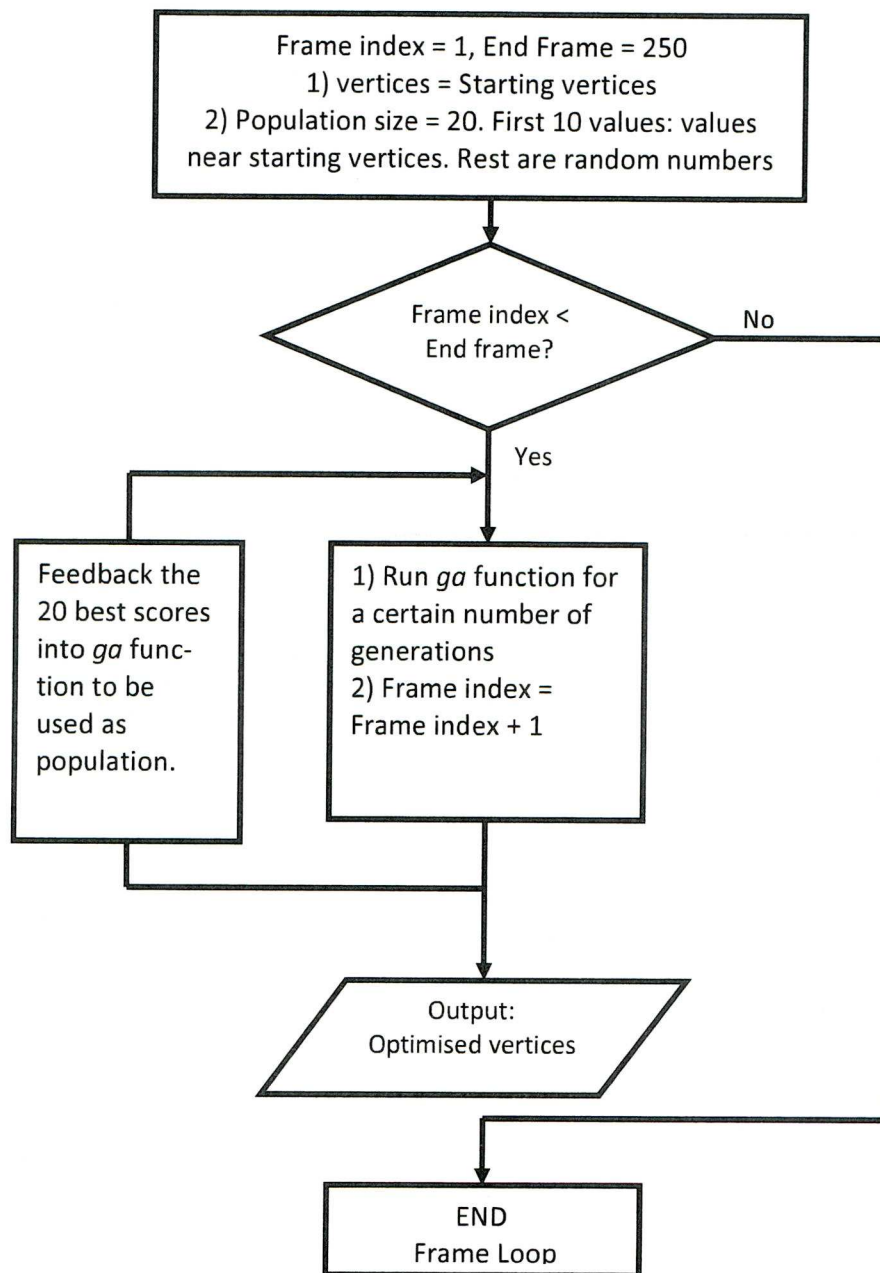 Frame index = 1, End Frame = 250
1) vertices = Starting vertices
2) Population size = 20. First 10 values: values
near starting vertices. Rest are random numbers
Frame index <
End frame?
No
Yes
Feedback the
20 best scores
into ga func-
tion to be
used as
population.
1) Run ga function for
a certain number of
generations
2) Frame index =
Frame index + 1
Output:
Optimised vertices
END
Frame Loop